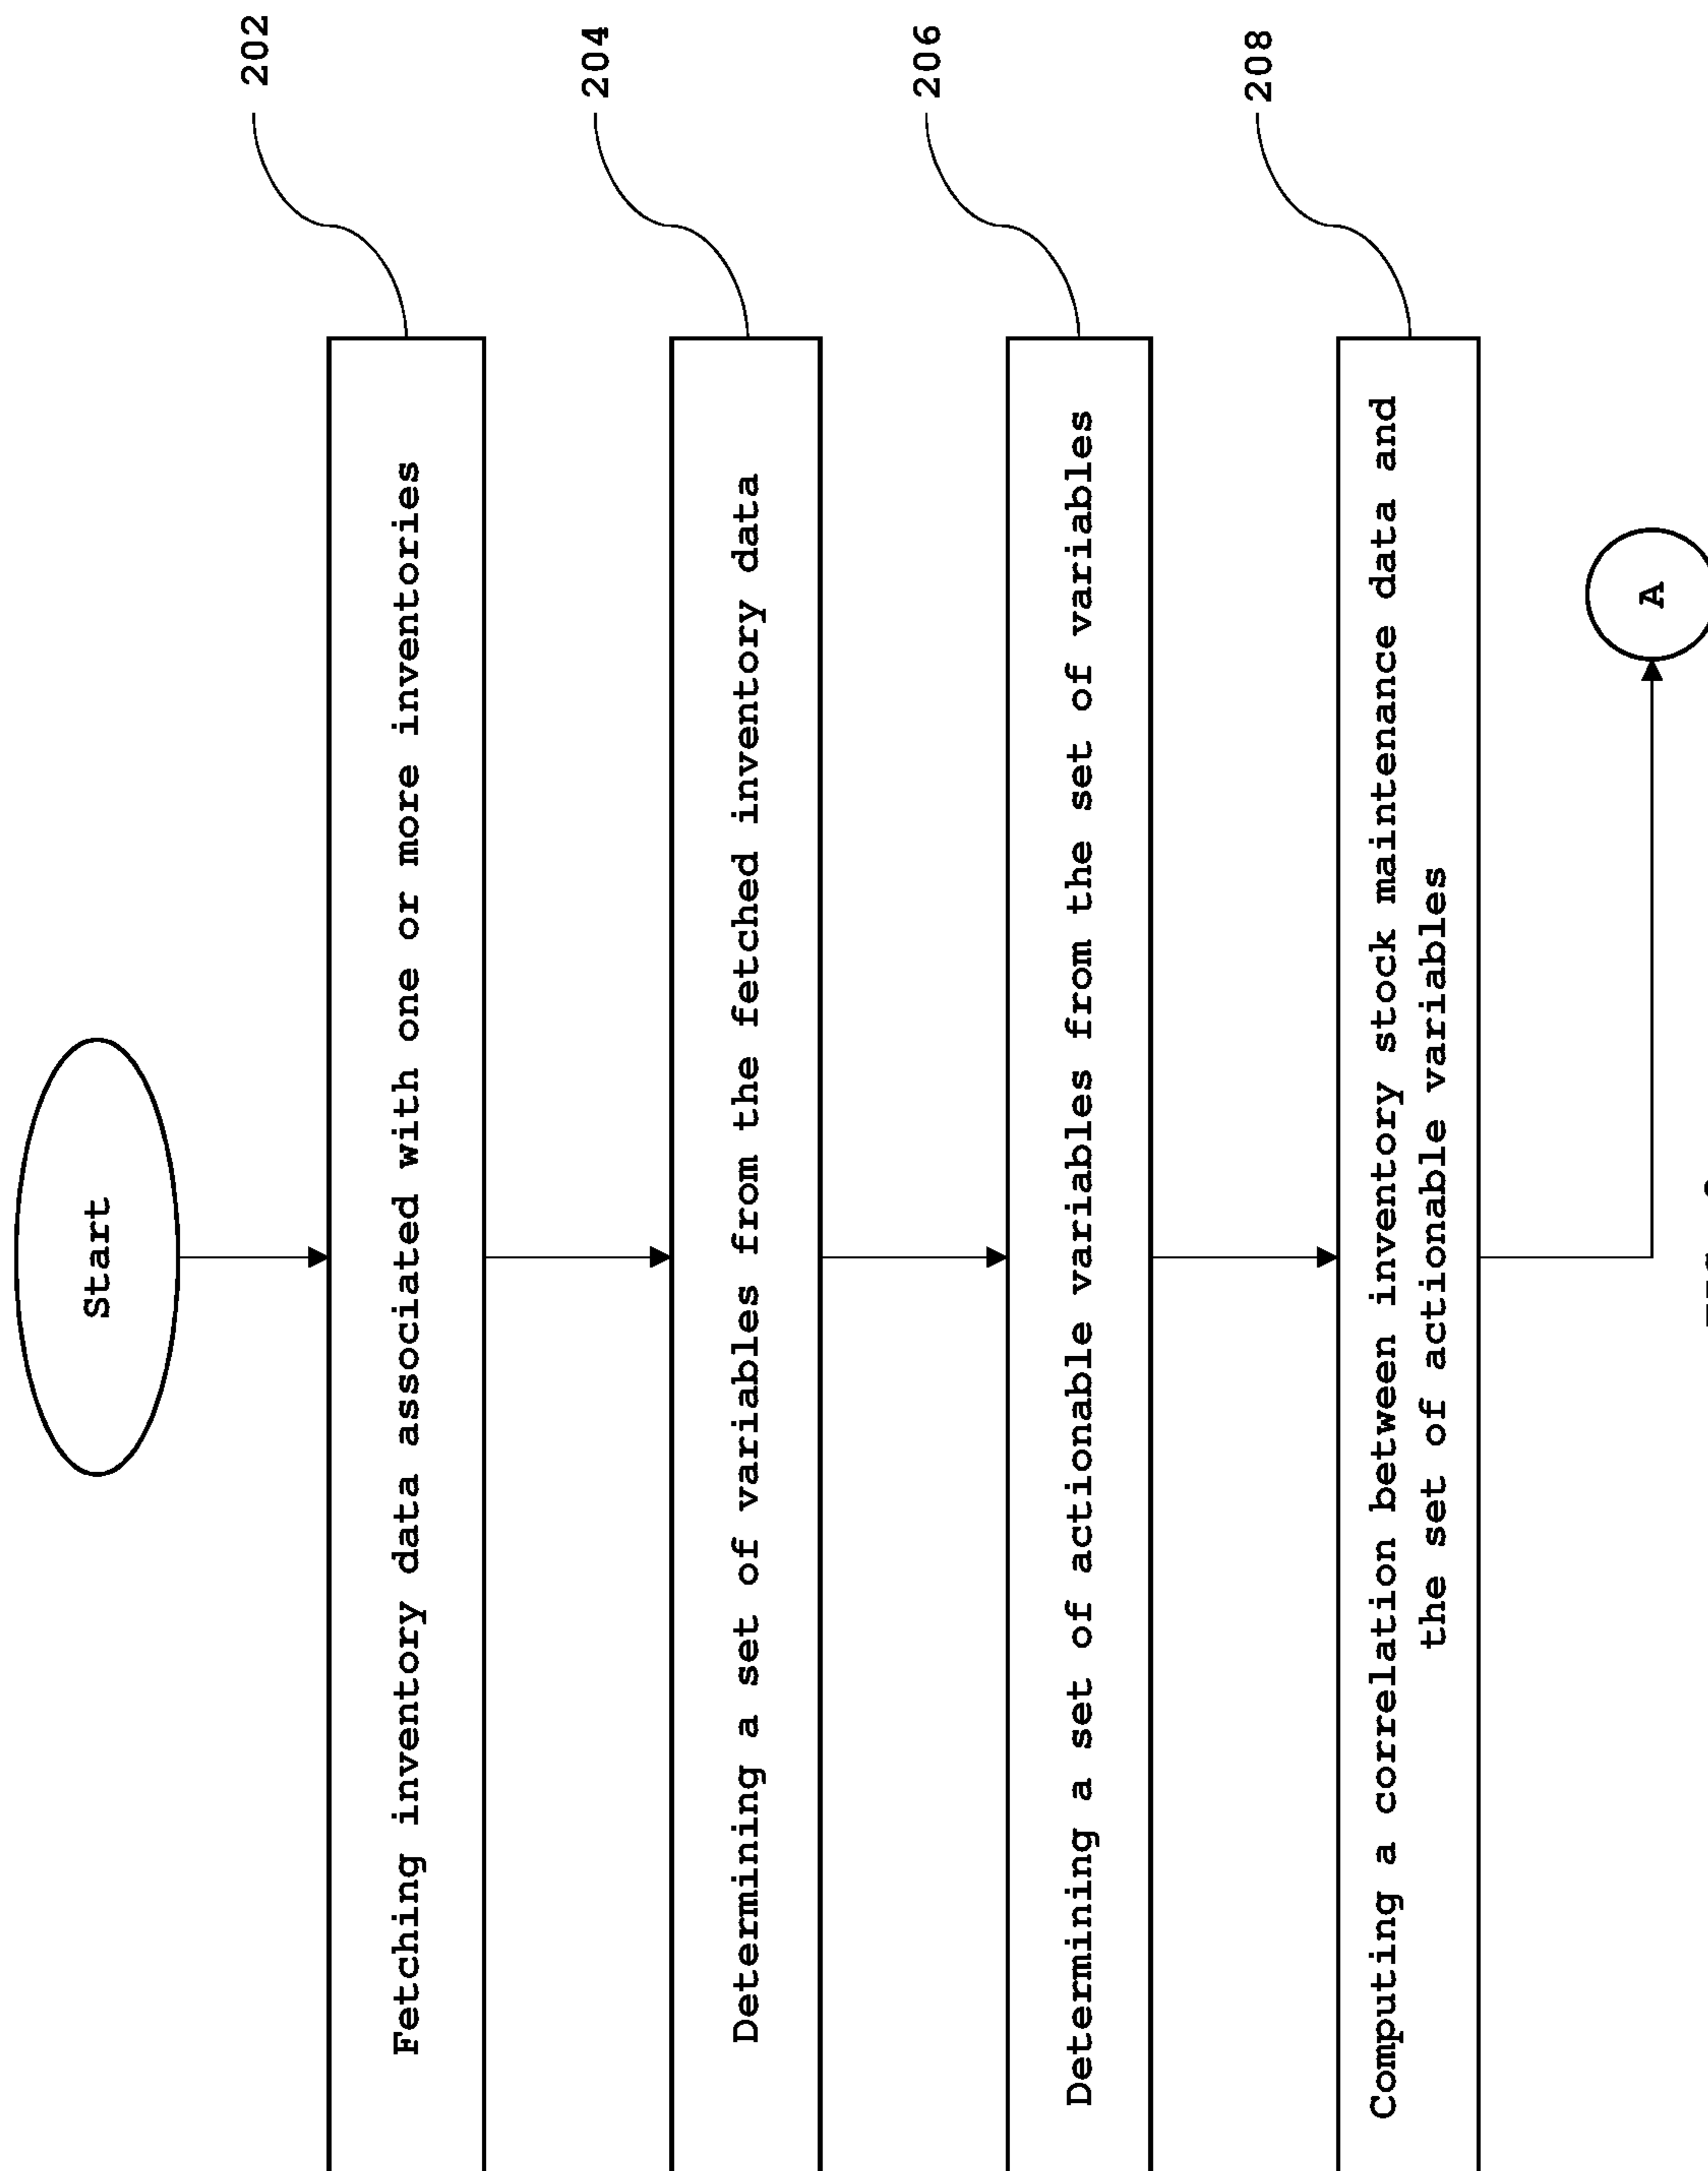 Start
202
Fetching inventory data associated with one or more inventories
204
Determining a set of variables from the fetched inventory data
206
Determining a set of actionable variables from the set of variables
208
Computing a correlation between inventory stock maintenance data and
the set of actionable variables
A